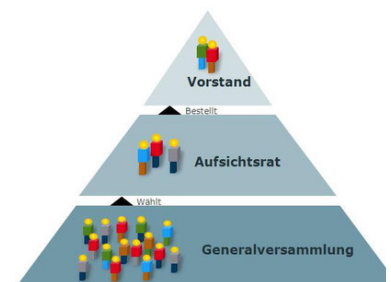 Vorstand
Bestellt
Aufsichtsrat
Wählt
Generalversammlung